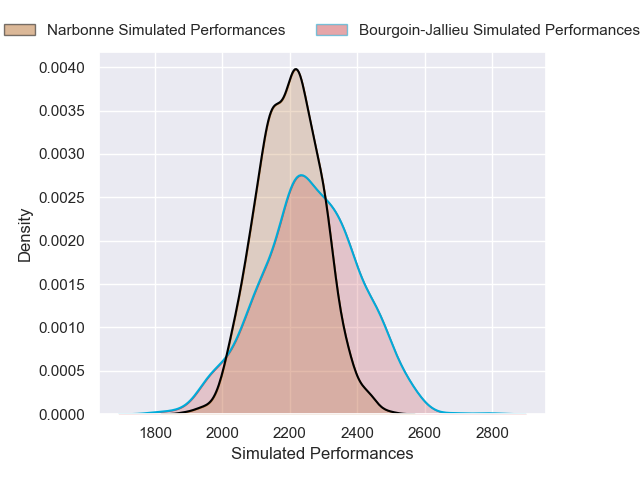 Narbonne Simulated Performances
Bourgoin-Jallieu Simulated Performances
0.0040
0.0035
0.0030
0.0025
0.0020
0.0015
0.0010
0.0005
0.0000
Density
1800 2000 2200 2400 2600 2800
Simulated Performances